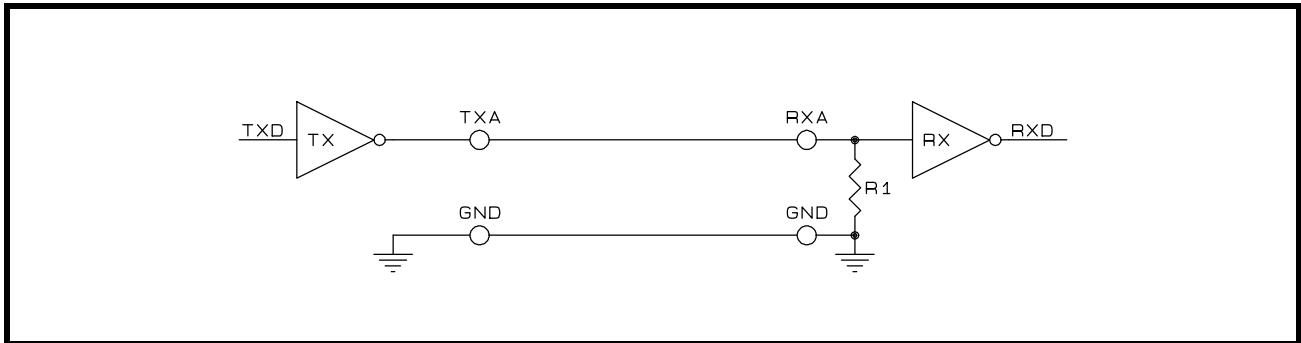 TXA
RXA
TXD
TX
RX
RXD
R1
GND
GND